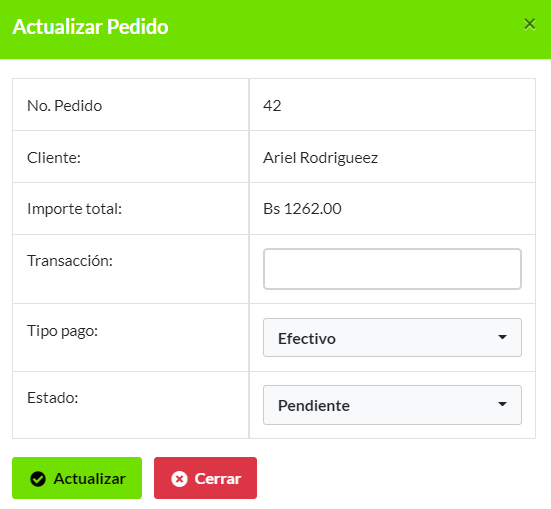 Actualizar Pedido ×
No. Pedido 42
Cliente: Ariel Rodrigueez
Importe total: Bs 1262.00
Transacción:
Tipo pago: Efectivo
Estado: Pendiente
Actualizar Cerrar